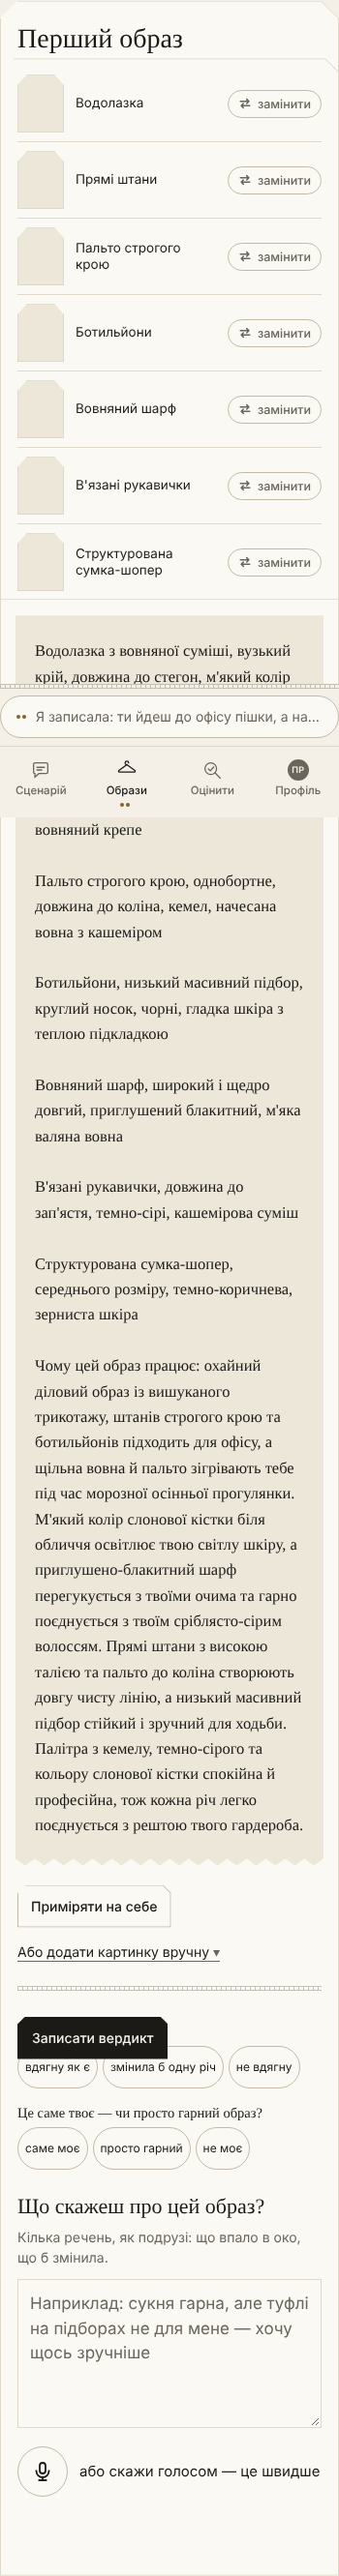 Перший образ
Водолазка
замінити
Прямі штани
замінити
Пальто строгого
крою
замінити
Ботильйони
замінити
Вовняний шарф
замінити
В'язані рукавички
замінити
Структурована
сумка-шопер
замінити
Водолазка з вовняної суміші, вузький
крій, довжина до стегон, м'який колір
Я записала: ти йдеш до офісу пішки, а на...
Сценарій
Образи
Оцінити
ПР
Профіль
вовняний крепе
Пальто строгого крою, однобортне,
довжина до коліна, кемел, начесана
вовна з кашеміром
Ботильйони, низький масивний підбор,
круглий носок, чорні, гладка шкіра з
теплою підкладкою
Вовняний шарф, широкий і щедро
довгий, приглушений блакитний, м'яка
валяна вовна
В'язані рукавички, довжина до
зап'ястя, темно-сірі, кашемірова суміш
Структурована сумка-шопер,
середнього розміру, темно-коричнева,
зерниста шкіра
Чому цей образ працює: охайний
діловий образ із вишуканого
трикотажу, штанів строгого крою та
ботильйонів підходить для офісу, а
щільна вовна й пальто зігрівають тебе
під час морозної осінньої прогулянки.
М'який колір слонової кістки біля
обличчя освітлює твою світлу шкіру, а
приглушено-блакитний шарф
перегукується з твоїми очима та гарно
поєднується з твоїм сріблясто-сірим
волоссям. Прямі штани з високою
талією та пальто до коліна створюють
довгу чисту лінію, а низький масивний
підбор стійкий і зручний для ходьби.
Палітра з кемелу, темно-сірого та
кольору слонової кістки спокійна й
професійна, тож кожна річ легко
поєднується з рештою твого гардероба.
Приміряти на себе
Або додати картинку вручну ▾
Записати вердикт
вдягну як є
змінила б одну річ
не вдягну
Це саме твоє — чи просто гарний образ?
саме моє
просто гарний
не моє
Що скажеш про цей образ?
Кілька речень, як подрузі: що впало в око,
що б змінила.
Наприклад: сукня гарна, але туфлі
на підборах не для мене — хочу
щось зручніше
або скажи голосом — це швидше